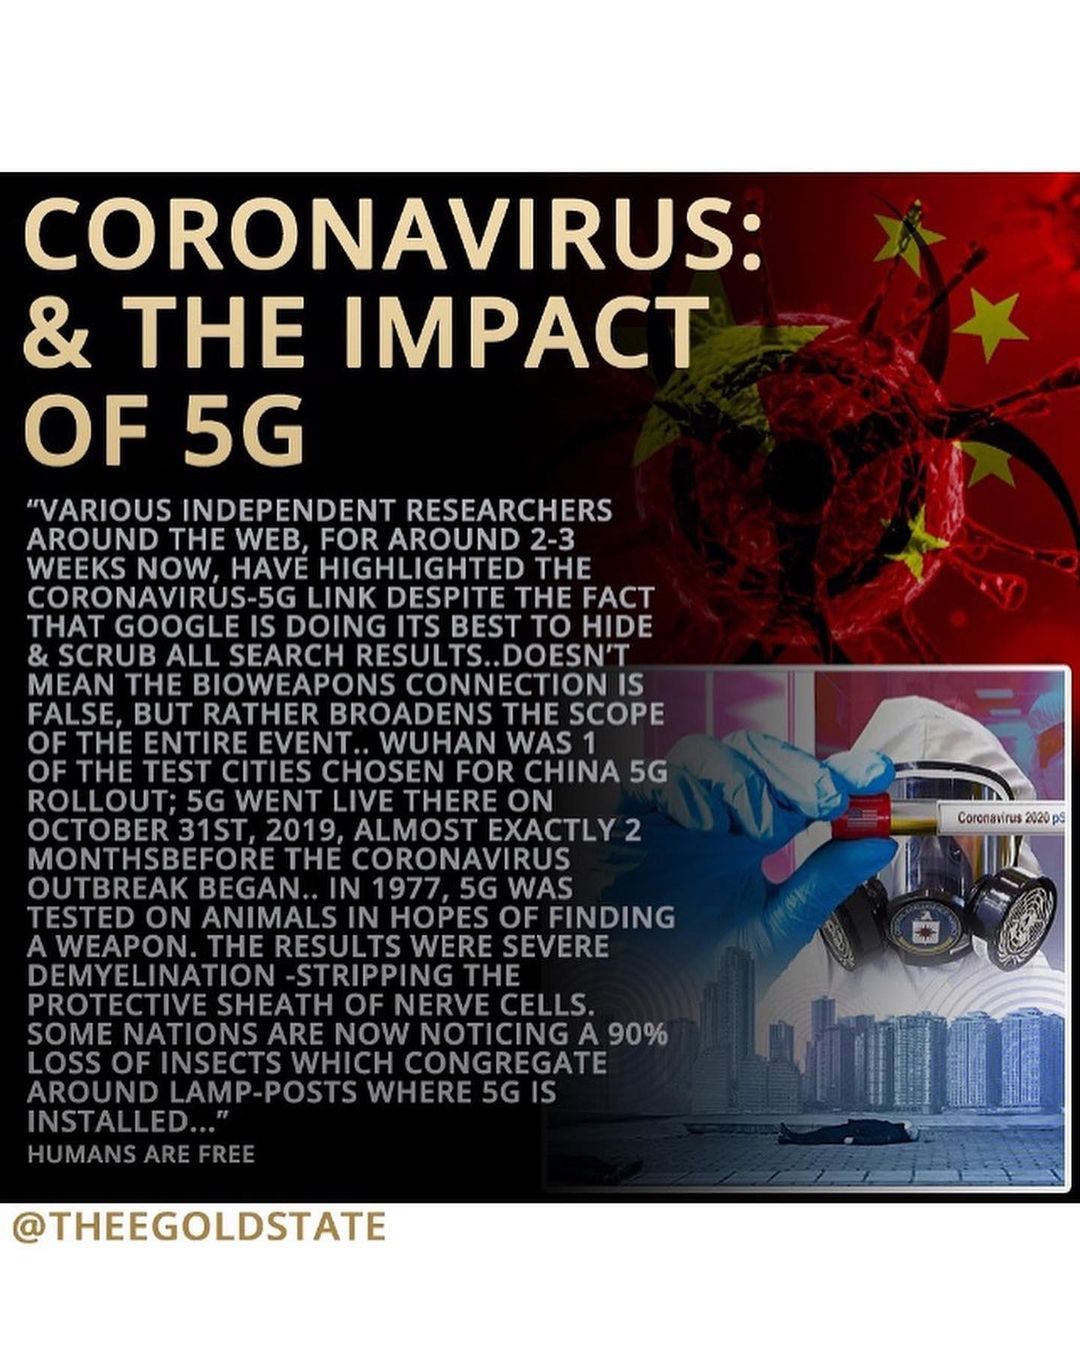 CORONAVIRUS:
& THE IMPACT
OF 5G
“VARIOUS INDEPENDENT RESEARCHERS
AROUND THE WEB, FOR AROUND 2-3
WEEKS NOW, HAVE HIGHLIGHTED THE
CORONAVIRUS-5G LINK DESPITE THE FACT
THAT GOOGLE IS DOING ITS BEST TO HIDE
& SCRUB ALL SEARCH RESULTS..DOESN’T
MEAN THE BIOWEAPONS CONNECTION IS
FALSE, BUT RATHER BROADENS THE SCOPE
OF THE ENTIRE EVENT.. WUHAN WAS 1
OF THE TEST CITIES CHOSEN FOR CHINA 5G
ROLLOUT; 5G WENT LIVE THERE ON
OCTOBER 31ST, 2019, ALMOST EXACTLY 2
MONTHSBEFORE THE CORONAVIRUS
OUTBREAK BEGAN.. IN 1977, 5G WAS
TESTED ON ANIMALS IN HOPES OF FINDING
A WEAPON. THE RESULTS WERE SEVERE
DEMYELINATION -STRIPPING THE
PROTECTIVE SHEATH OF NERVE CELLS.
SOME NATIONS ARE NOW NOTICING A 90%
LOSS OF INSECTS WHICH CONGREGATE
AROUND LAMP-POSTS WHERE 5G IS
INSTALLED...”
HUMANS ARE FREE
Coronavirus 2020 pS
@THEEGOLDSTATE